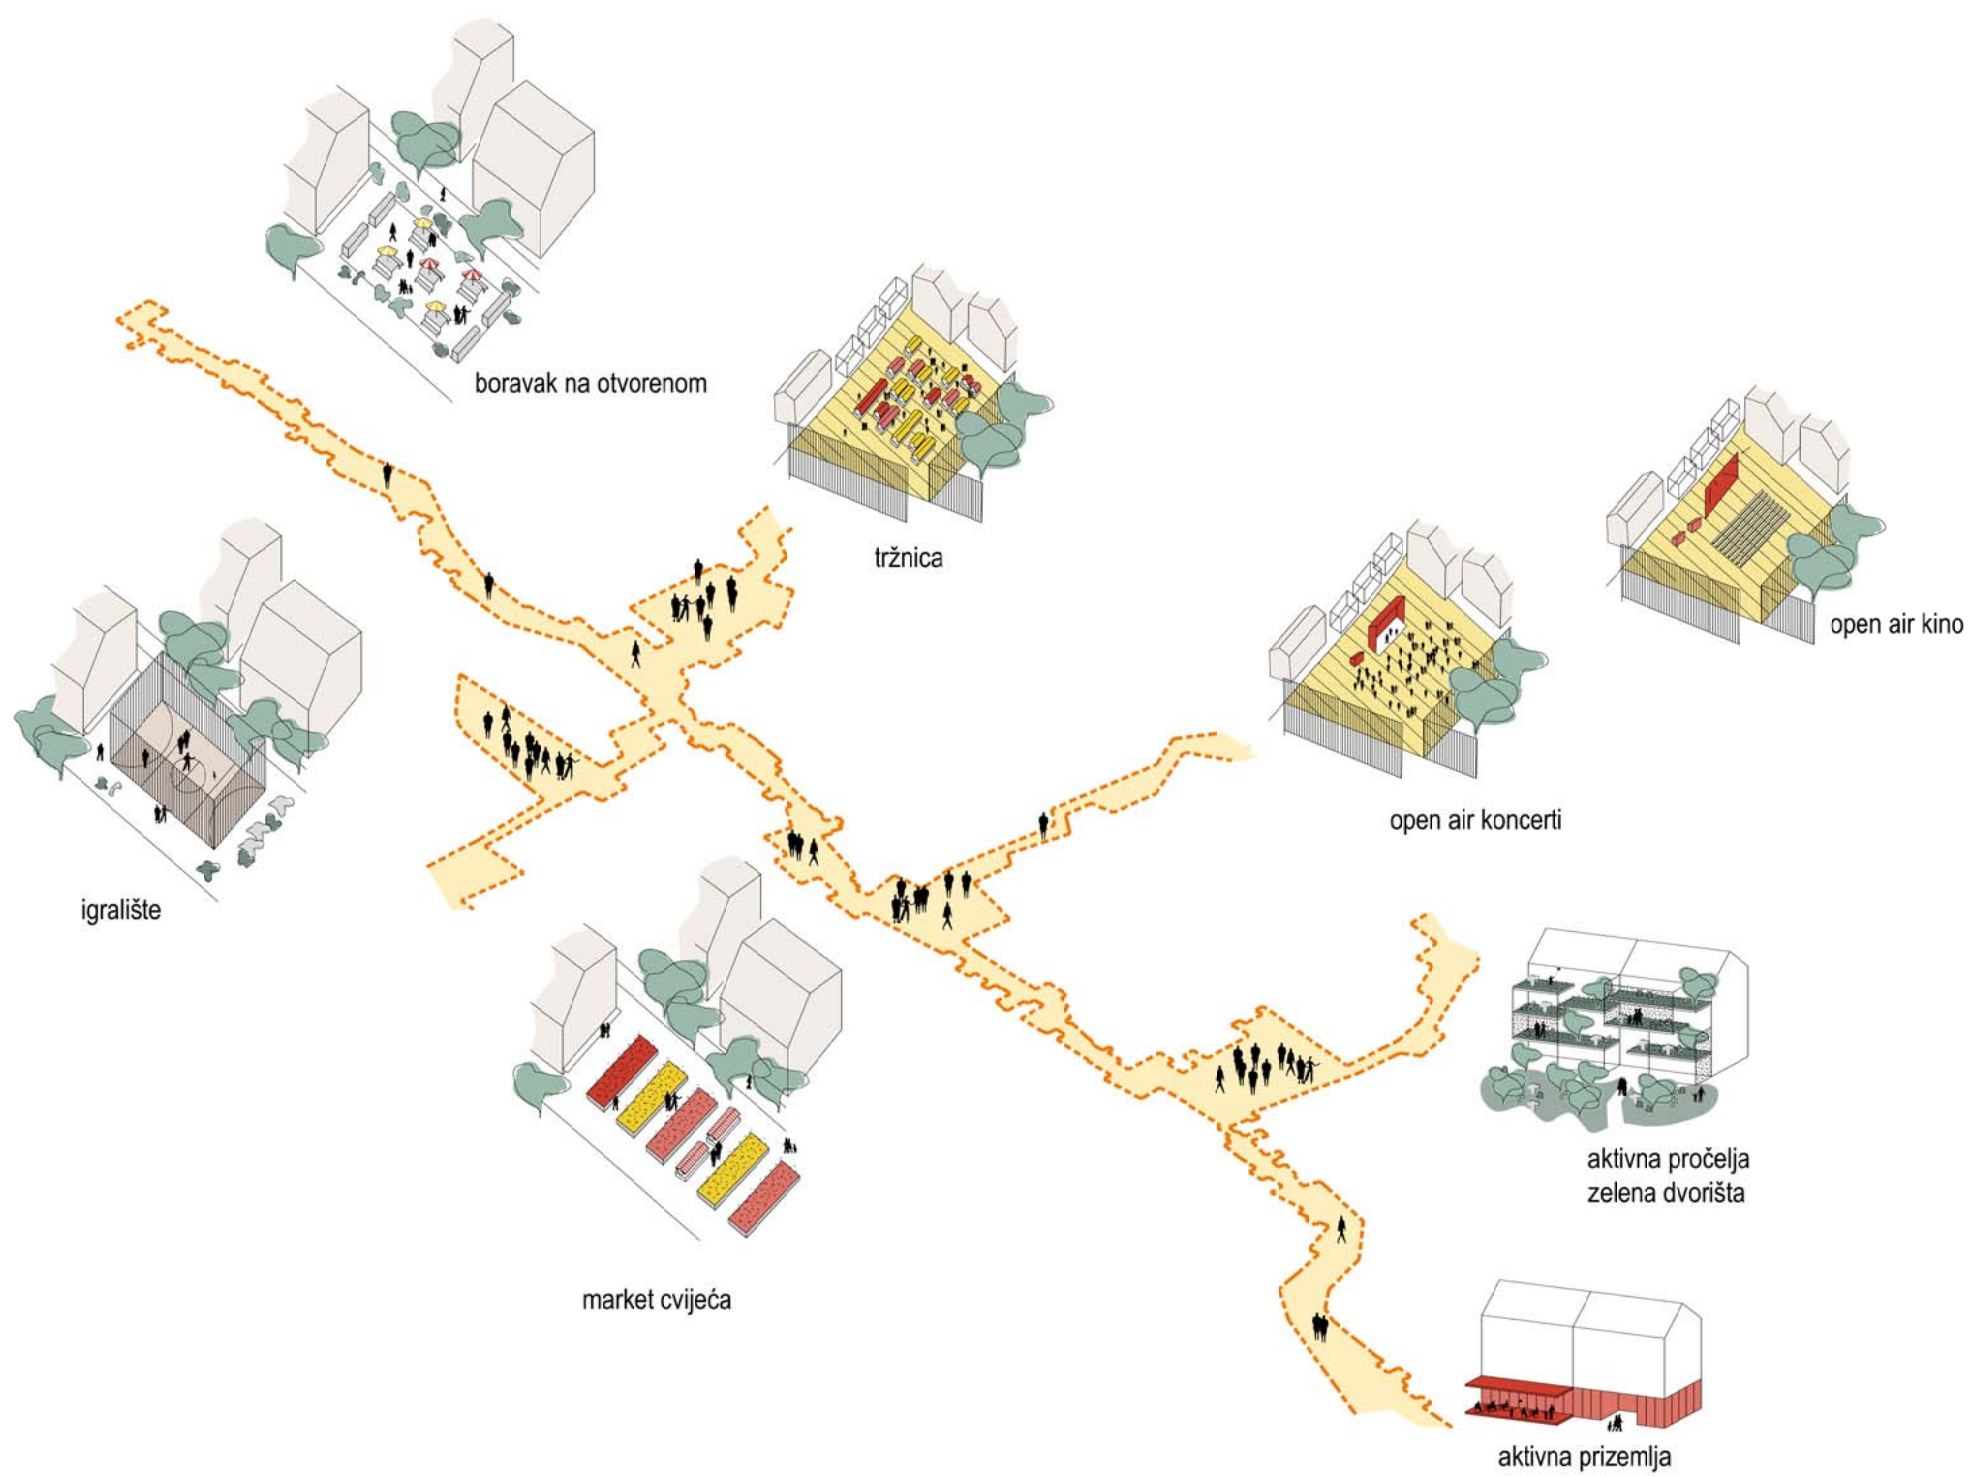 boravak na otvorenom
tržnica
open air kino
open air koncerti
igralište
aktivna pročelja
zelena dvorišta
market cvijeća
aktivna prizemlja